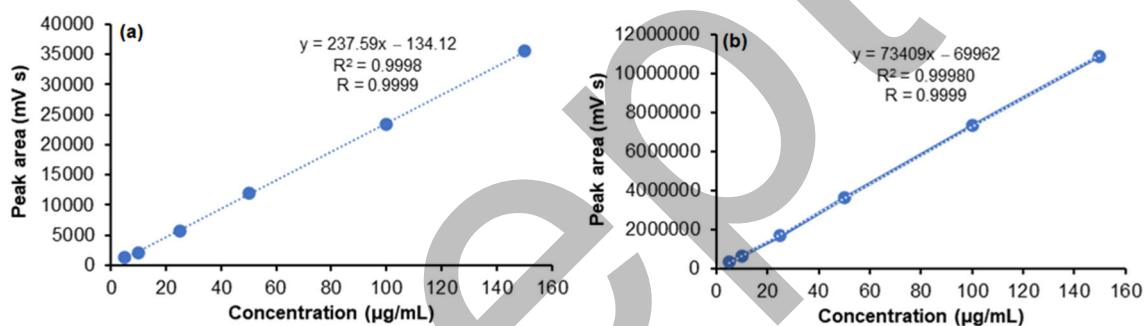 (a)
y = 237.59x – 134.12
R² = 0.9998
R = 0.9999
Peak area (mV s)
40000
35000
30000
25000
20000
15000
10000
5000
0
0 20 40 60 80 100 120 140 160
Concentration (µg/mL)
(b)
y = 73409x – 69962
R² = 0.99980
R = 0.9999
Peak area (mV s)
12000000
10000000
8000000
6000000
4000000
2000000
0
0 20 40 60 80 100 120 140 160
Concentration (µg/mL)
ept